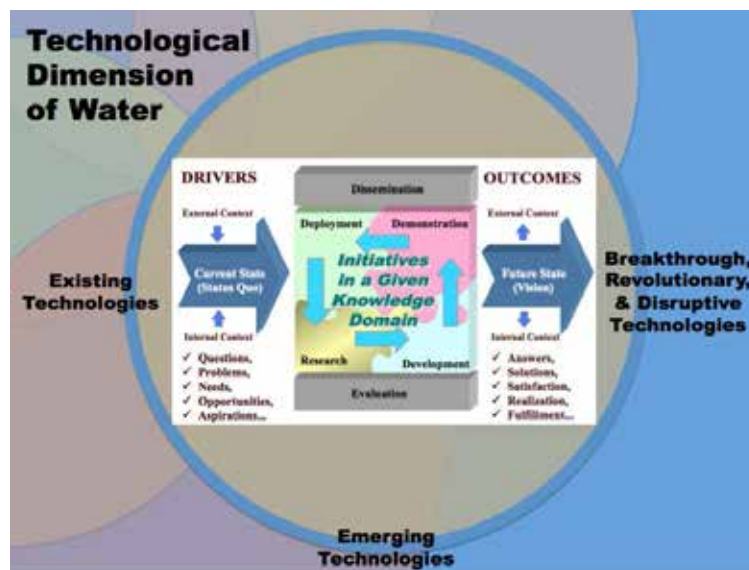 Technological
Dimension
of Water
DRIVERS
External Context
Current State
(Status Quo)
Internal Context
✓ Questions,
✓ Problems,
✓ Needs,
✓ Opportunities,
✓ Aspirations...
Dissemination
Deployment
Demonstration
Initiatives
in a Given
Knowledge
Domain
Research
Development
Evaluation
OUTCOMES
External Context
Future State
(Vision)
Internal Context
✓ Answers,
✓ Solutions,
✓ Satisfaction,
✓ Realization,
✓ Fulfillment...
Existing
Technologies
Breakthrough,
Revolutionary,
& Disruptive
Technologies
Emerging
Technologies